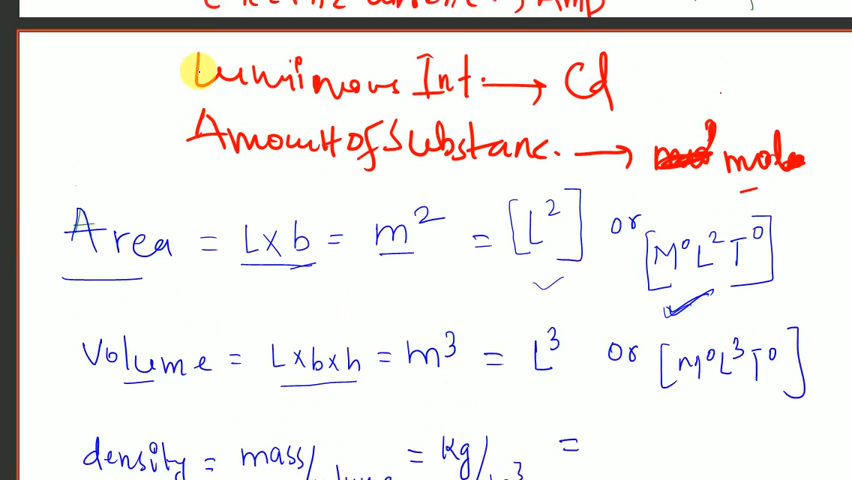 Luminous Int. → Cd
Amount of Substanc. → mole
Area = L×b = m² = [L²] or [M⁰L²T⁰]
Volume = L×b×h = m³ = L³ or [M⁰L³T⁰]
density = mass/ = kg/ =